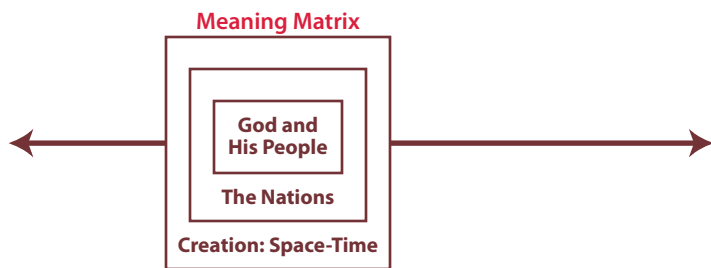 Meaning Matrix
God and
His People
The Nations
Creation: Space-Time